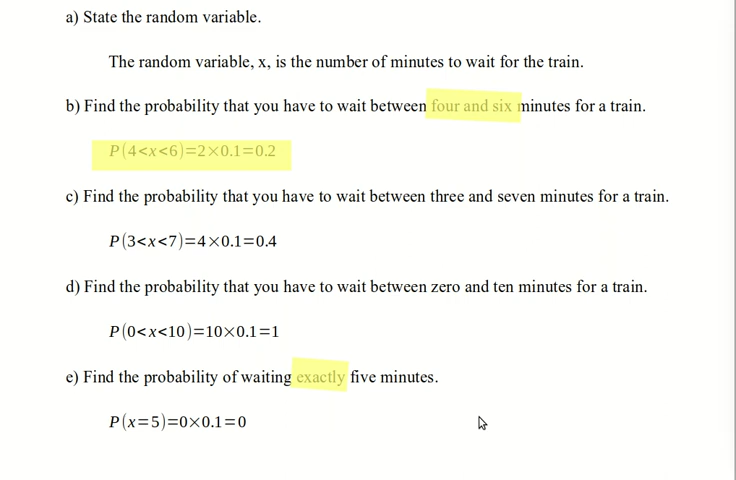 a) State the random variable.
The random variable, x, is the number of minutes to wait for the train.
b) Find the probability that you have to wait between four and six minutes for a train.
P(4<x<6)=2×0.1=0.2
c) Find the probability that you have to wait between three and seven minutes for a train.
P(3<x<7)=4×0.1=0.4
d) Find the probability that you have to wait between zero and ten minutes for a train.
P(0<x<10)=10×0.1=1
e) Find the probability of waiting exactly five minutes.
P(x=5)=0×0.1=0